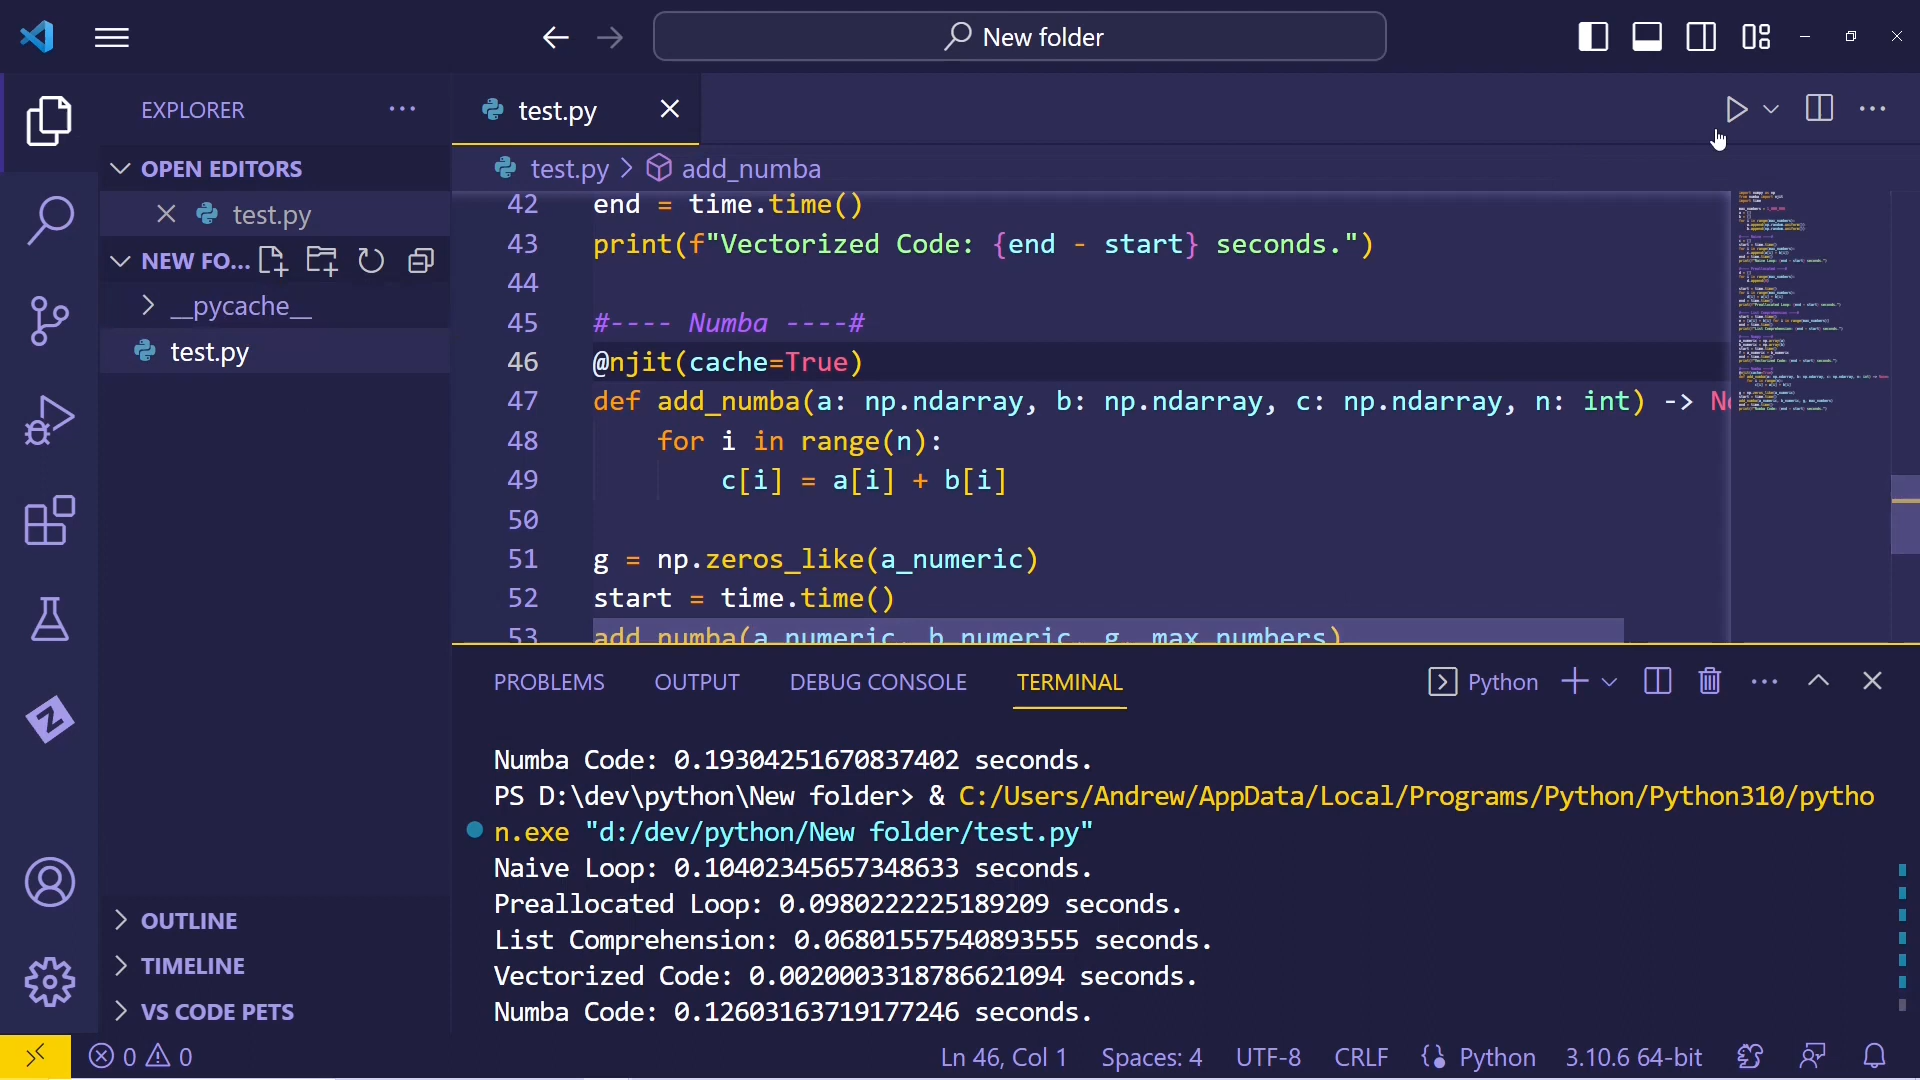 New folder
EXPLORER
OPEN EDITORS
test.py
NEW FO...
__pycache__
test.py
OUTLINE
TIMELINE
VS CODE PETS
test.py
test.py > add_numba
42 end = time.time()
43 print(f"Vectorized Code: {end - start} seconds.")
44
45 #---- Numba ----#
46 @njit(cache=True)
47 def add_numba(a: np.ndarray, b: np.ndarray, c: np.ndarray, n: int) -> No
48 for i in range(n):
49 c[i] = a[i] + b[i]
50
51 g = np.zeros_like(a_numeric)
52 start = time.time()
53 add_numba(a_numeric, b_numeric, g, max_numbers)
PROBLEMS OUTPUT DEBUG CONSOLE TERMINAL Python
Numba Code: 0.19304251670837402 seconds.
PS D:\dev\python\New folder> & C:/Users/Andrew/AppData/Local/Programs/Python/Python310/pytho
n.exe "d:/dev/python/New folder/test.py"
Naive Loop: 0.10402345657348633 seconds.
Preallocated Loop: 0.0980222225189209 seconds.
List Comprehension: 0.06801557540893555 seconds.
Vectorized Code: 0.0020003318786621094 seconds.
Numba Code: 0.12603163719177246 seconds.
0 0 Ln 46, Col 1 Spaces: 4 UTF-8 CRLF Python 3.10.6 64-bit